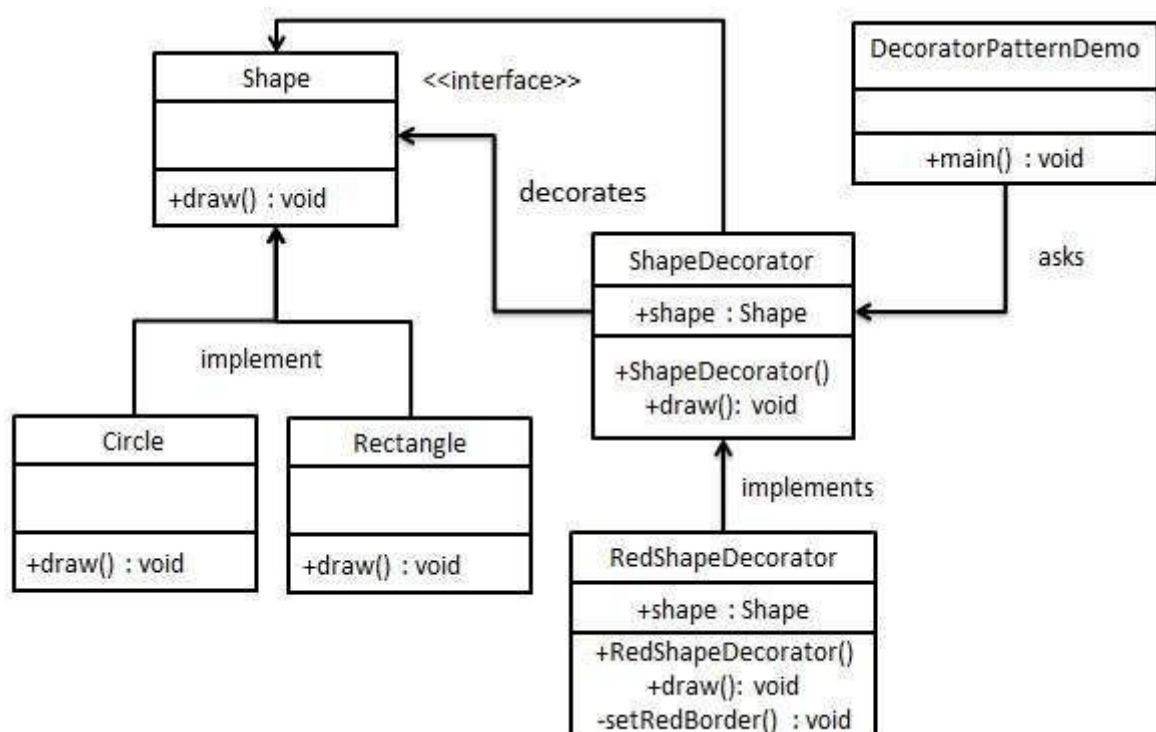 Shape
+draw() : void
<<interface>>
decorates
DecoratorPatternDemo
+main() : void
asks
ShapeDecorator
+shape : Shape
+ShapeDecorator()
+draw(): void
implement
Circle
+draw() : void
Rectangle
+draw() : void
implements
RedShapeDecorator
+shape : Shape
+RedShapeDecorator()
+draw(): void
-setRedBorder() : void